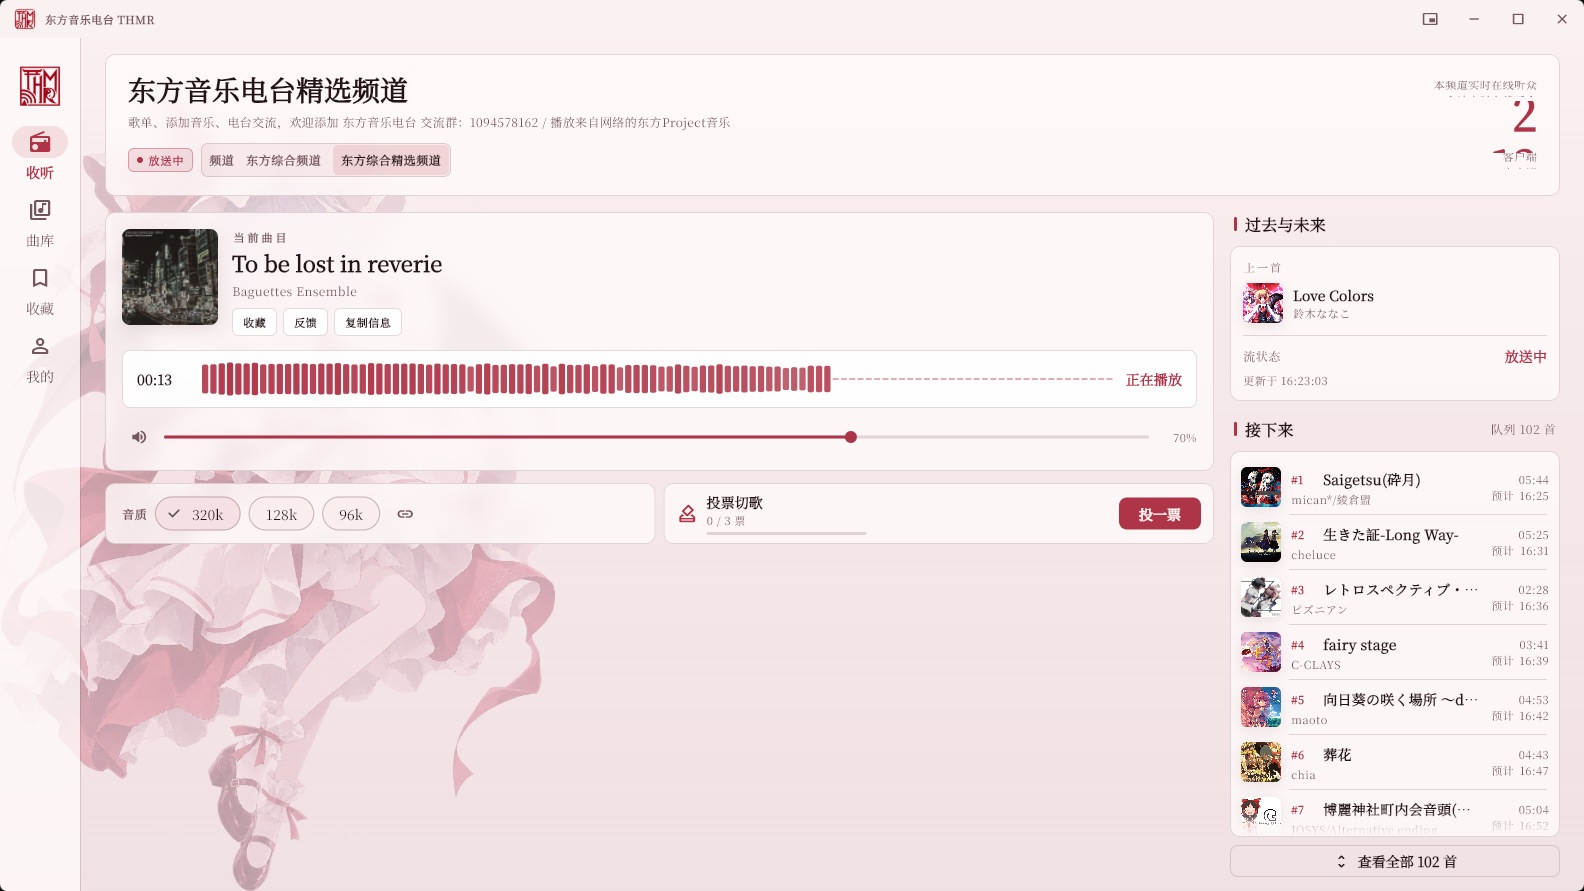 东方音乐电台 THMR
THMR
收听
曲库
收藏
我的
东方音乐电台精选频道
歌单、添加音乐、电台交流，欢迎添加 东方音乐电台 交流群：1094578162 / 播放来自网络的东方Project音乐
放送中
频道 东方综合频道 东方综合精选频道
本频道实时在线听众
2
客户端
当前曲目
To be lost in reverie
Baguettes Ensemble
收藏 反馈 复制信息
00:13 正在播放
70%
音质 320k 128k 96k
投票切歌
0 / 3 票
投一票
过去与未来
上一首
Love Colors
鈴木ななこ
流状态 放送中
更新于 16:23:03
接下来 队列 102 首
#1 Saigetsu(砕月) 05:44
mican*/綾倉盟 预计 16:25
#2 生きた証-Long Way- 05:25
cheluce 预计 16:31
#3 レトロスペクティブ・… 02:28
ビズニアン 预计 16:36
#4 fairy stage 03:41
C-CLAYS 预计 16:39
#5 向日葵の咲く場所 ～d… 04:53
maoto 预计 16:42
#6 葬花 04:43
chia 预计 16:47
#7 博麗神社町内会音頭(… 05:04
IOSYS/Alternative ending 预计 16:52
查看全部 102 首